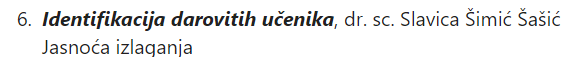 6. Identifikacija darovitih učenika, dr. sc. Slavica Šimić Šašić
Jasnoća izlaganja